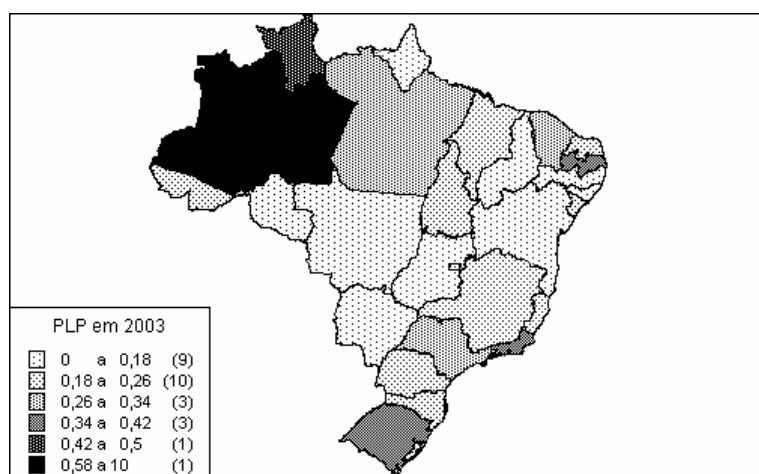 PLP em 2003
0 a 0,18 (9)
0,18 a 0,26 (10)
0,26 a 0,34 (3)
0,34 a 0,42 (3)
0,42 a 0,5 (1)
0,58 a 10 (1)